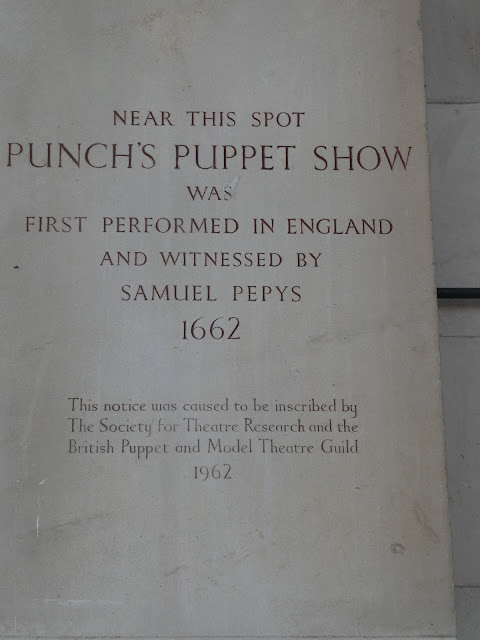 NEAR THIS SPOT
PUNCH'S PUPPET SHOW
WAS
FIRST PERFORMED IN ENGLAND
AND WITNESSED BY
SAMUEL PEPYS
1662
This notice was caused to be inscribed by
The Society for Theatre Research and the
British Puppet and Model Theatre Guild
1962